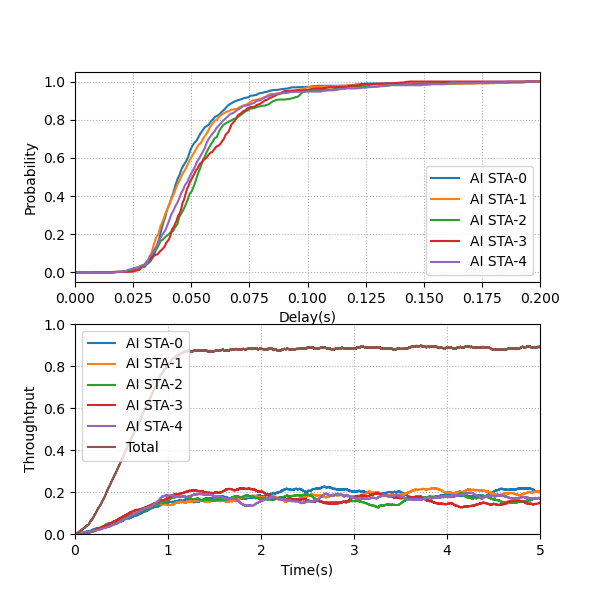 1.0
0.8
0.6
0.4
0.2
0.0
Probability
AI STA-0
AI STA-1
AI STA-2
AI STA-3
AI STA-4
0.000 0.025 0.050 0.075 0.100 0.125 0.150 0.175 0.200
Delay(s)
1.0
0.8
0.6
0.4
0.2
0.0
Throughtput
AI STA-0
AI STA-1
AI STA-2
AI STA-3
AI STA-4
Total
0 1 2 3 4 5
Time(s)